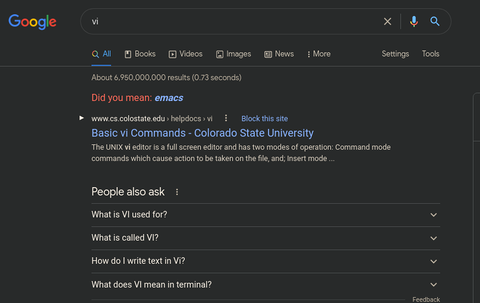 Google
vi
All Books Videos Images News More Settings Tools
About 6,950,000,000 results (0.73 seconds)
Did you mean: emacs
www.cs.colostate.edu › helpdocs › vi Block this site
Basic vi Commands - Colorado State University
The UNIX vi editor is a full screen editor and has two modes of operation: Command mode
commands which cause action to be taken on the file, and; Insert mode ...
People also ask
What is VI used for?
What is called VI?
How do I write text in Vi?
What does VI mean in terminal?
Feedback